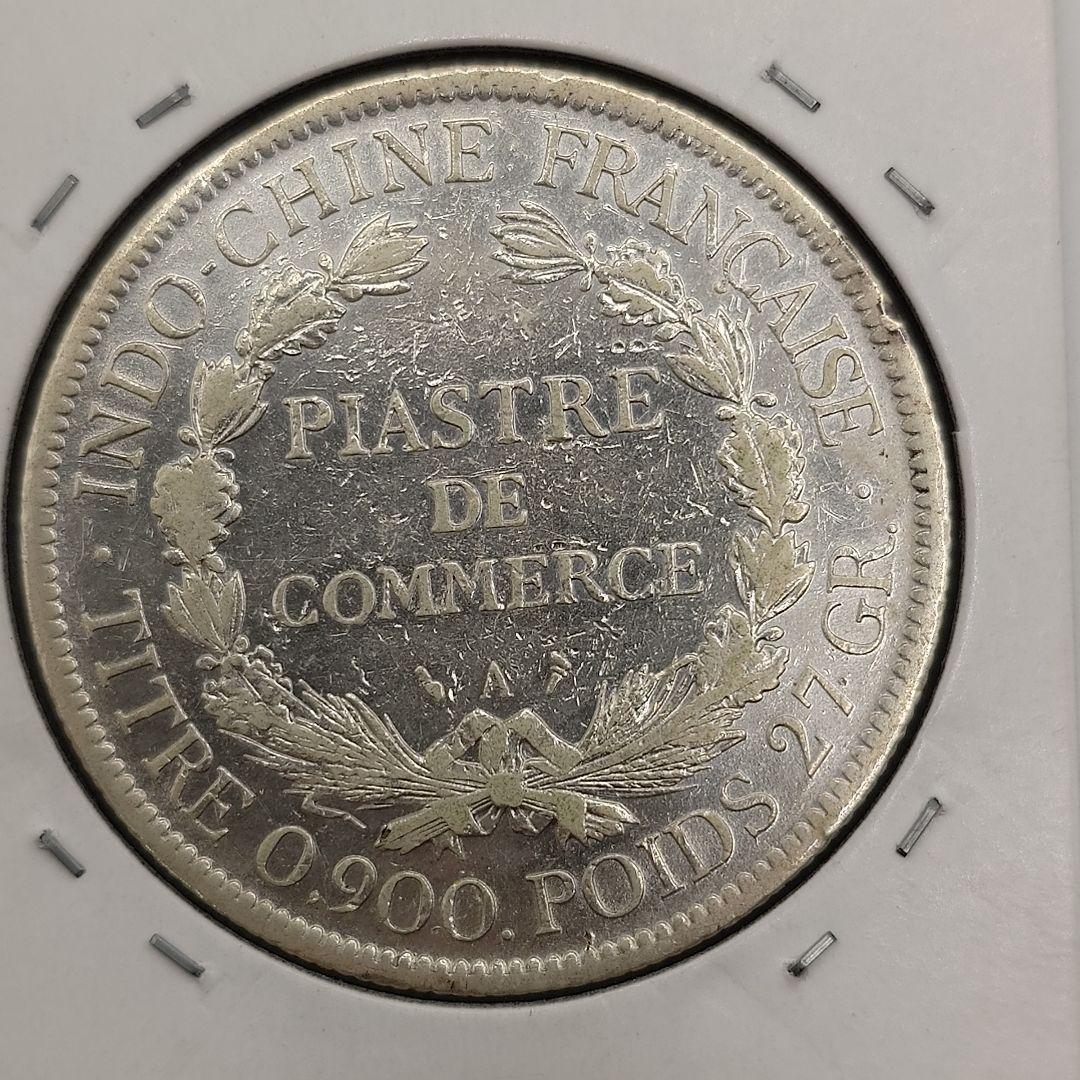 INDO-CHINE FRANÇAISE.
PIASTRE
DE
COMMERCE
A
TITRE 0,900. POIDS 27 GR.